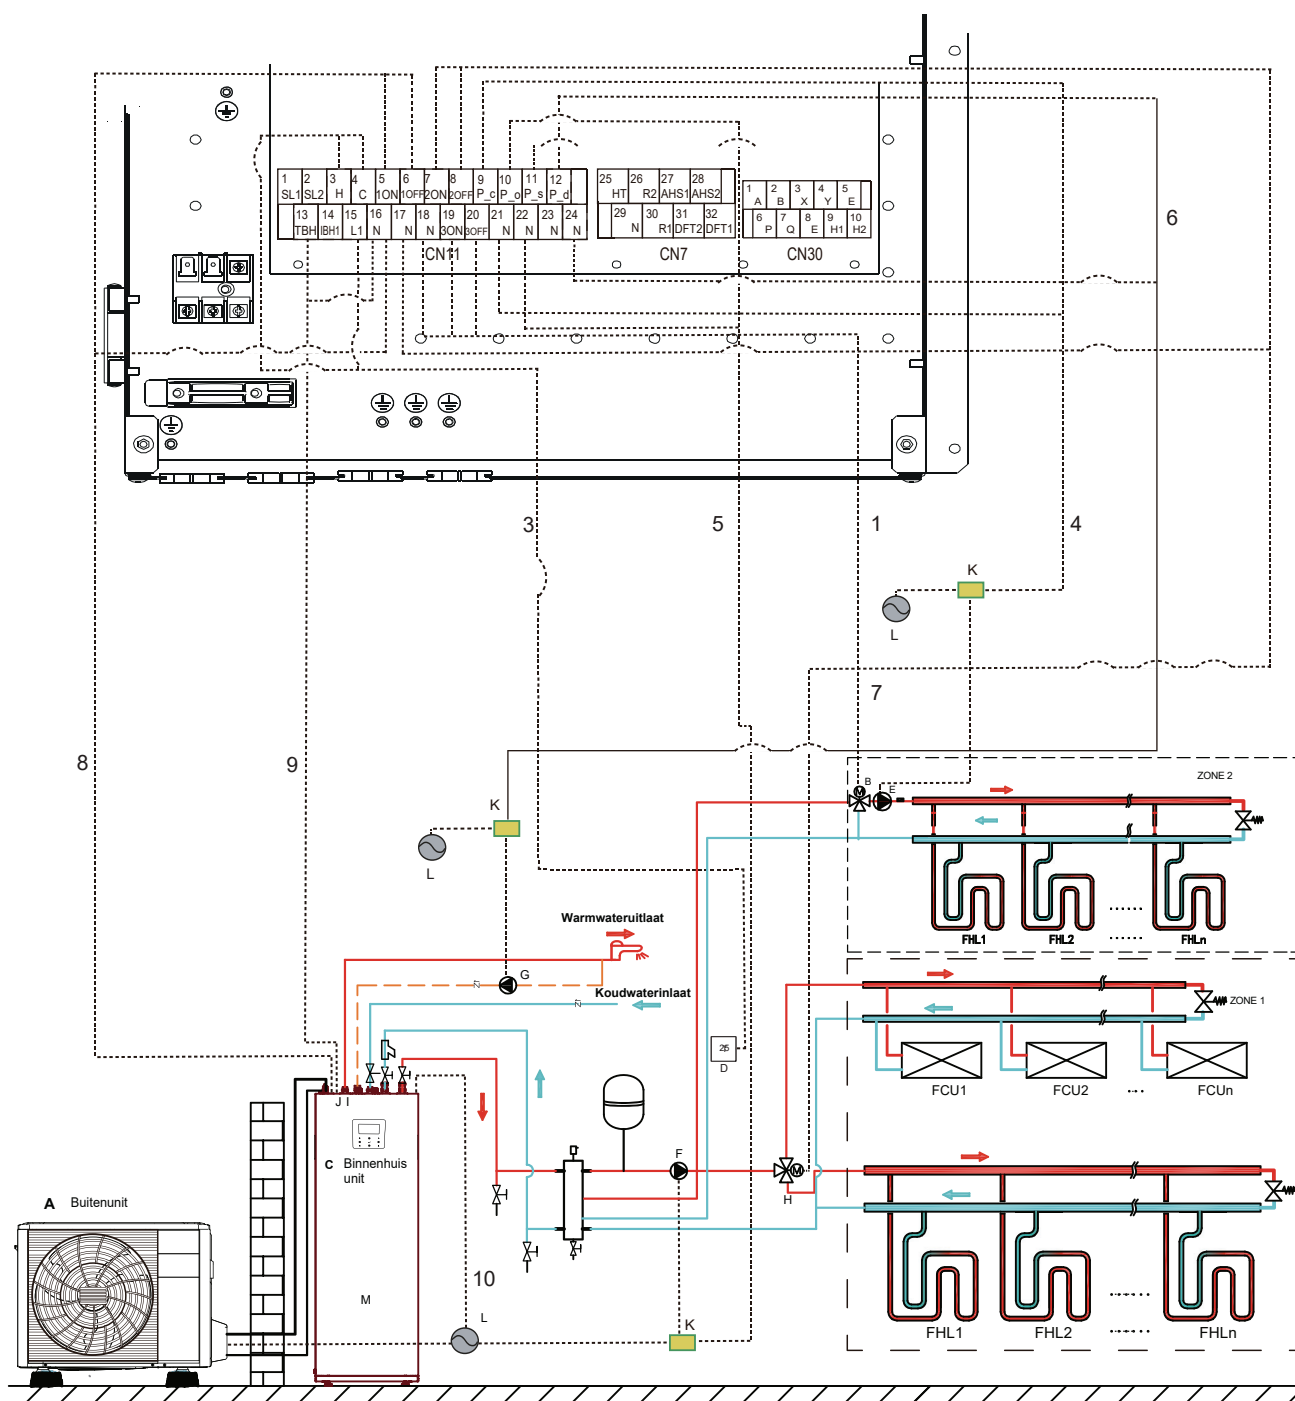 1 2 3 4 5 6 7 8 9 10 11 12
SL1 SL2 H C 1ON 1OFF 2ON 2OFF P_c P_o P_s P_d
13 14 15 16 17 18 19 20 21 22 23 24
TBH IBH1 L1 N N N 3ON 3OFF N N N N
CN11
25 26 27 28
HT R2 AHS1 AHS2
29 30 31 32
N R1 DFT2 DFT1
CN7
1 2 3 4 5
A B X Y E
6 7 8 9 10
P Q E H1 H2
CN30
6
3
5
1
4
K
L
7
8
9
K
L
B
E
ZONE 2
FHL1 FHL2 ...... FHLn
Warmwateruitlaat
G
Koudwaterinlaat
ZONE 1
D
FCU1 FCU2 ... FCUn
J I
C Binnenhuis
unit
F
M
H
M
A Buitenunit
10
L
K
FHL1 FHL2 ...... FHLn